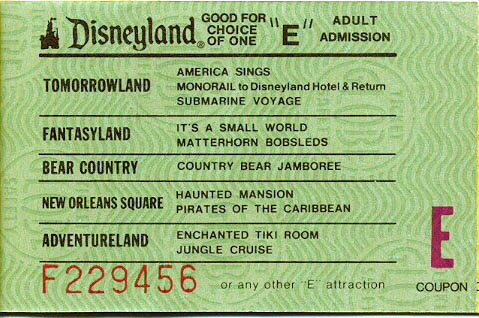 Disneyland® GOOD FOR CHOICE OF ONE "E" ADULT ADMISSION
TOMORROWLAND
AMERICA SINGS
MONORAIL to Disneyland Hotel & Return
SUBMARINE VOYAGE
FANTASYLAND
IT'S A SMALL WORLD
MATTERHORN BOBSLEDS
BEAR COUNTRY
COUNTRY BEAR JAMBOREE
NEW ORLEANS SQUARE
HAUNTED MANSION
PIRATES OF THE CARIBBEAN
ADVENTURELAND
ENCHANTED TIKI ROOM
JUNGLE CRUISE
F229456
or any other "E" attraction
E
COUPON